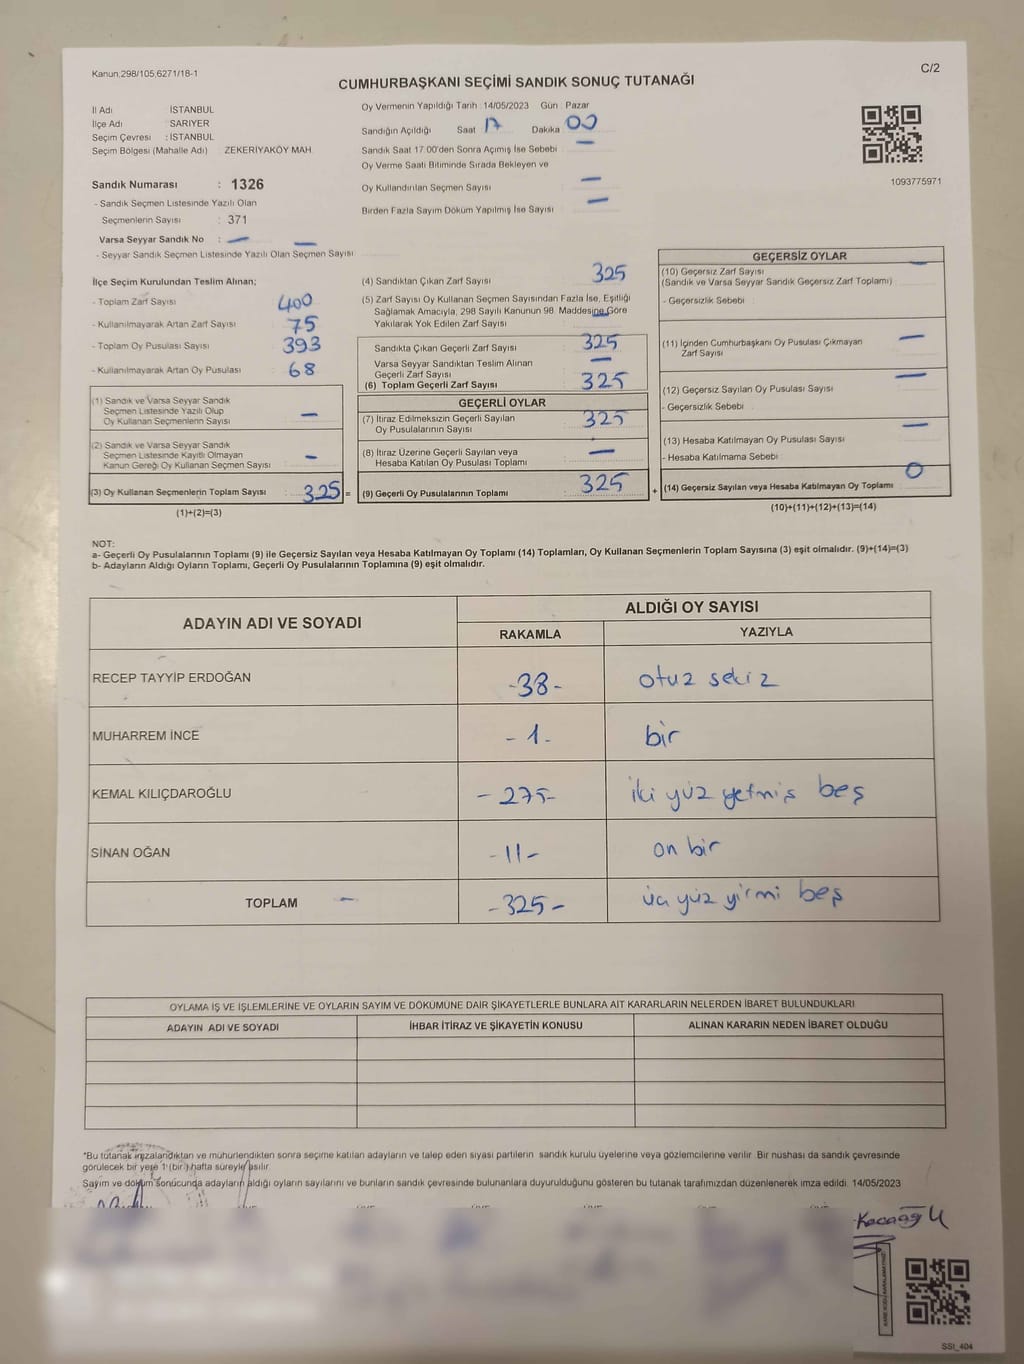 Kanun,298/105,6271/18-1
C/2
CUMHURBAŞKANI SEÇİMİ SANDIK SONUÇ TUTANAĞI
İl Adı : İSTANBUL
İlçe Adı : SARIYER
Seçim Çevresi : İSTANBUL
Seçim Bölgesi (Mahalle Adı) : ZEKERİYAKÖY MAH.
Sandık Numarası : 1326
- Sandık Seçmen Listesinde Yazılı Olan
Seçmenlerin Sayısı : 371
Varsa Seyyar Sandık No : —
- Seyyar Sandık Seçmen Listesinde Yazılı Olan Seçmen Sayısı : —
Oy Vermenin Yapıldığı Tarih 14/05/2023 Gün : Pazar
Sandığın Açıldığı Saat 17 Dakika 00
Sandık Saat 17:00'den Sonra Açımış İse Sebebi —
Oy Verme Saati Bitiminde Sırada Bekleyen ve
Oy Kullandırılan Seçmen Sayısı —
Birden Fazla Sayım Döküm Yapılmış İse Sayısı —
1093775971
İlçe Seçim Kurulundan Teslim Alınan;
- Toplam Zarf Sayısı : 400
- Kullanılmayarak Artan Zarf Sayısı : 75
- Toplam Oy Pusulası Sayısı : 393
- Kullanılmayarak Artan Oy Pusulası : 68
(1) Sandık ve Varsa Seyyar Sandık
Seçmen Listesinde Yazılı Olup
Oy Kullanan Seçmenlerin Sayısı : —
(2) Sandık ve Varsa Seyyar Sandık
Seçmen Listesinde Kayıtlı Olmayan
Kanun Gereği Oy Kullanan Seçmen Sayısı : —
(3) Oy Kullanan Seçmenlerin Toplam Sayısı : 325 =
(1)+(2)=(3)
(4) Sandıktan Çıkan Zarf Sayısı : 325
(5) Zarf Sayısı Oy Kullanan Seçmen Sayısından Fazla İse, Eşitliği
Sağlamak Amacıyla, 298 Sayılı Kanunun 98. Maddesine Göre
Yakılarak Yok Edilen Zarf Sayısı : —
Sandıkta Çıkan Geçerli Zarf Sayısı : 325
Varsa Seyyar Sandıktan Teslim Alınan
Geçerli Zarf Sayısı : —
(6) Toplam Geçerli Zarf Sayısı : 325
GEÇERLİ OYLAR
(7) İtiraz Edilmeksizin Geçerli Sayılan
Oy Pusulalarının Sayısı : 325
(8) İtiraz Üzerine Geçerli Sayılan veya
Hesaba Katılan Oy Pusulası Toplamı : —
(9) Geçerli Oy Pusulalarının Toplamı : 325 +
GEÇERSİZ OYLAR
(10) Geçersiz Zarf Sayısı : —
(Sandık ve Varsa Seyyar Sandık Geçersiz Zarf Toplamı)
- Geçersizlik Sebebi :
(11) İçinden Cumhurbaşkanı Oy Pusulası Çıkmayan
Zarf Sayısı : —
(12) Geçersiz Sayılan Oy Pusulası Sayısı : —
- Geçersizlik Sebebi :
(13) Hesaba Katılmayan Oy Pusulası Sayısı : —
- Hesaba Katılmama Sebebi :
(14) Geçersiz Sayılan veya Hesaba Katılmayan Oy Toplamı : 0
(10)+(11)+(12)+(13)=(14)
NOT:
a- Geçerli Oy Pusulalarının Toplamı (9) ile Geçersiz Sayılan veya Hesaba Katılmayan Oy Toplamı (14) Toplamları, Oy Kullanan Seçmenlerin Toplam Sayısına (3) eşit olmalıdır. (9)+(14)=(3)
b- Adayların Aldığı Oyların Toplamı, Geçerli Oy Pusulalarının Toplamına (9) eşit olmalıdır.
ADAYIN ADI VE SOYADI
ALDIĞI OY SAYISI
RAKAMLA YAZIYLA
RECEP TAYYİP ERDOĞAN -38- otuz sekiz
MUHARREM İNCE -1- bir
KEMAL KILIÇDAROĞLU -275- iki yüz yetmiş beş
SİNAN OĞAN -11- on bir
TOPLAM — -325- üç yüz yirmi beş
OYLAMA İŞ VE İŞLEMLERİNE VE OYLARIN SAYIM VE DÖKÜMÜNE DAİR ŞİKAYETLERLE BUNLARA AİT KARARLARIN NELERDEN İBARET BULUNDUKLARI
ADAYIN ADI VE SOYADI İHBAR İTİRAZ VE ŞİKAYETİN KONUSU ALINAN KARARIN NEDEN İBARET OLDUĞU
*Bu tutanak imzalandıktan ve mühürlendikten sonra seçime katılan adayların ve talep eden siyasi partilerin sandık kurulu üyelerine veya gözlemcilerine verilir. Bir nüshası da sandık çevresinde
görülecek bir yere 1 (bir) hafta süreyle asılır.
Sayım ve döküm sonucunda adayların aldığı oyların sayılarını ve bunların sandık çevresinde bulunanlara duyurulduğunu gösteren bu tutanak tarafımızdan düzenlenerek imza edildi. 14/05/2023
SSI_404